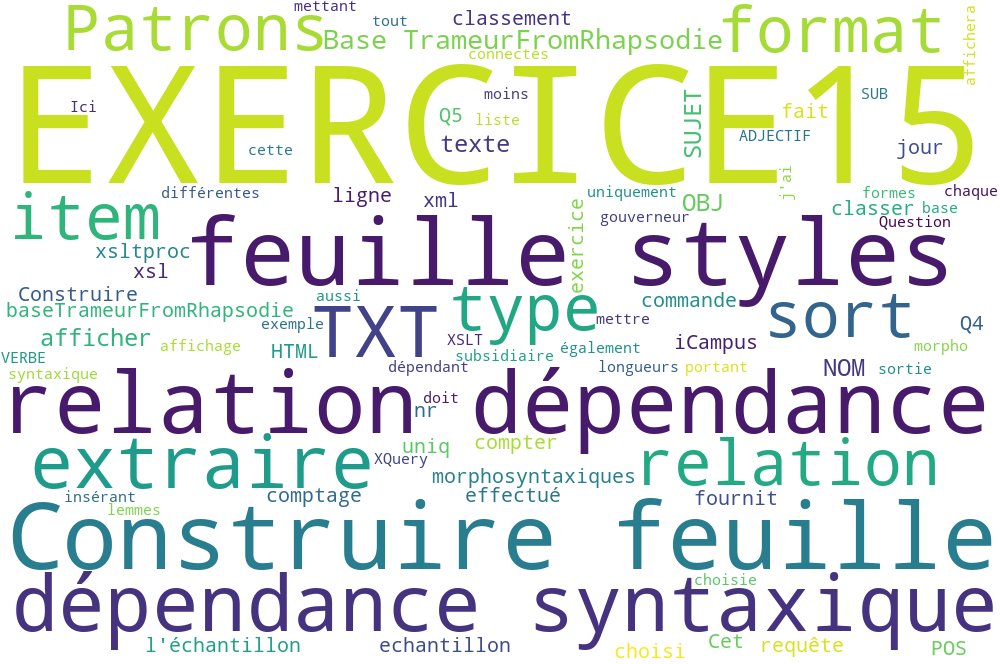 mettant
Patrons
tout
classement
Base TrameurFromRhapsodie
format
affichera
connectes
EXERCICE15
Ici
moins
SUB
Q5
liste
SUJET
fait
cette
texte
ADJECTIF
jour
j'ai
différentes
ligne
xml
uniquement
formes
chaque
item
exercice
OBJ
gouverneur
classer
base
Question
xsltproc
feuille styles
xsl
Construire
aussi
type
commande
sort
baseTrameurFromRhapsodie
TXT
exemple
mettre
Q4
afficher
affichage
HTML
XSLT
également
iCampus
morpho
VERBE
subsidiaire
syntaxique
dépendant
longueurs
portant
NOM
sortie
relation dépendance
doit
nr
extraire
uniq
compter
relation
XQuery
morphosyntaxiques
insérant
comptage
effectué
fournit
lemmes
Construire feuille
dépendance syntaxique
choisie
l'échantillon
echantillon
choisi
Cet
requête
POS